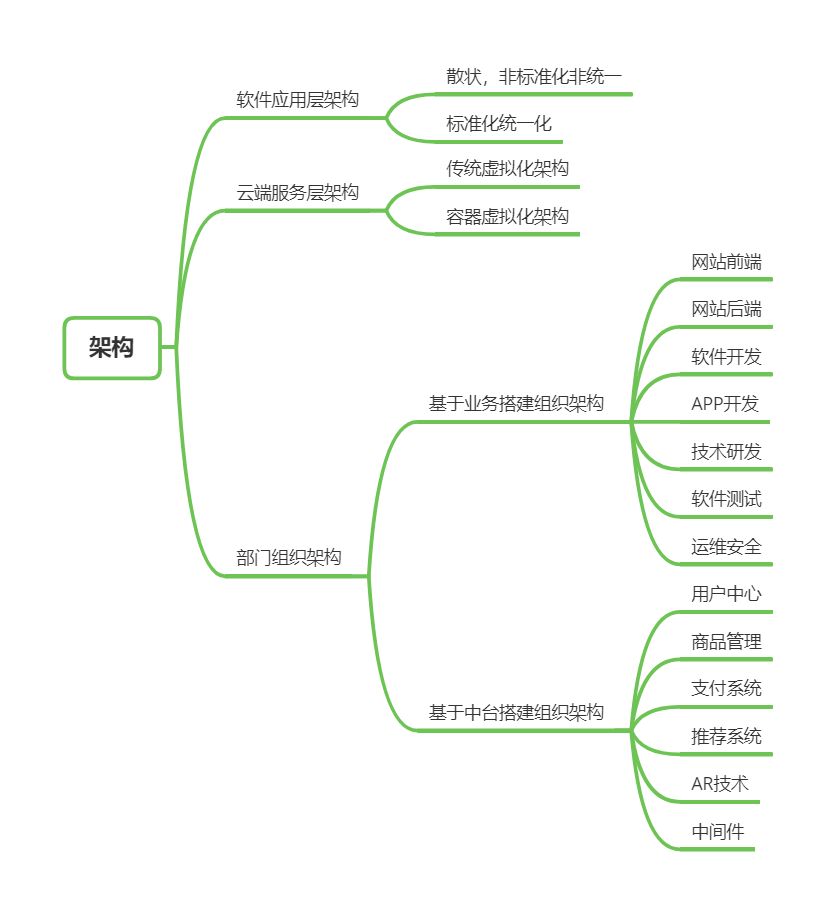 架构
软件应用层架构
散状，非标准化非统一
标准化统一化
云端服务层架构
传统虚拟化架构
容器虚拟化架构
部门组织架构
基于业务搭建组织架构
网站前端
网站后端
软件开发
APP开发
技术研发
软件测试
运维安全
基于中台搭建组织架构
用户中心
商品管理
支付系统
推荐系统
AR技术
中间件